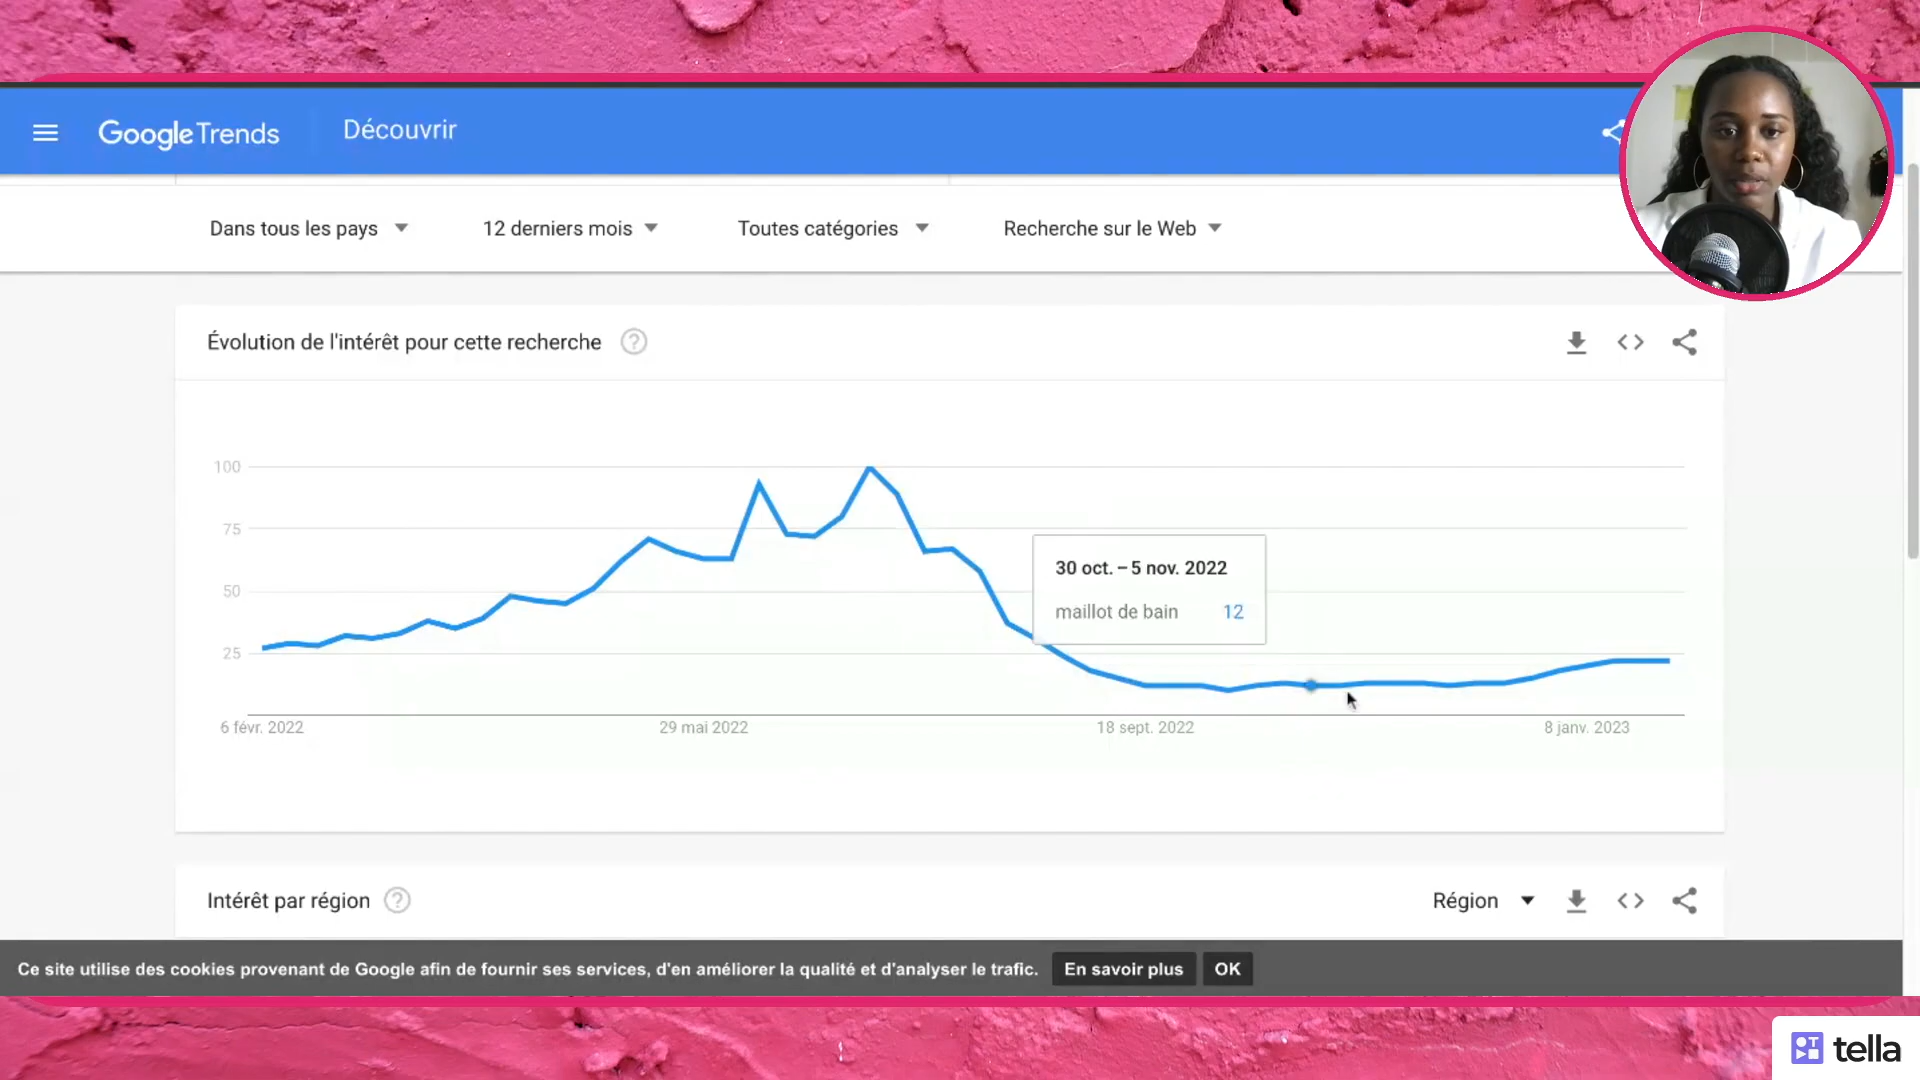 Google Trends
Découvrir
Dans tous les pays
12 derniers mois
Toutes catégories
Recherche sur le Web
Évolution de l'intérêt pour cette recherche ?
100
75
50
25
30 oct. – 5 nov. 2022
maillot de bain 12
6 févr. 2022
29 mai 2022
18 sept. 2022
8 janv. 2023
Intérêt par région ?
Région
Ce site utilise des cookies provenant de Google afin de fournir ses services, d'en améliorer la qualité et d'analyser le trafic.
En savoir plus
OK
tella